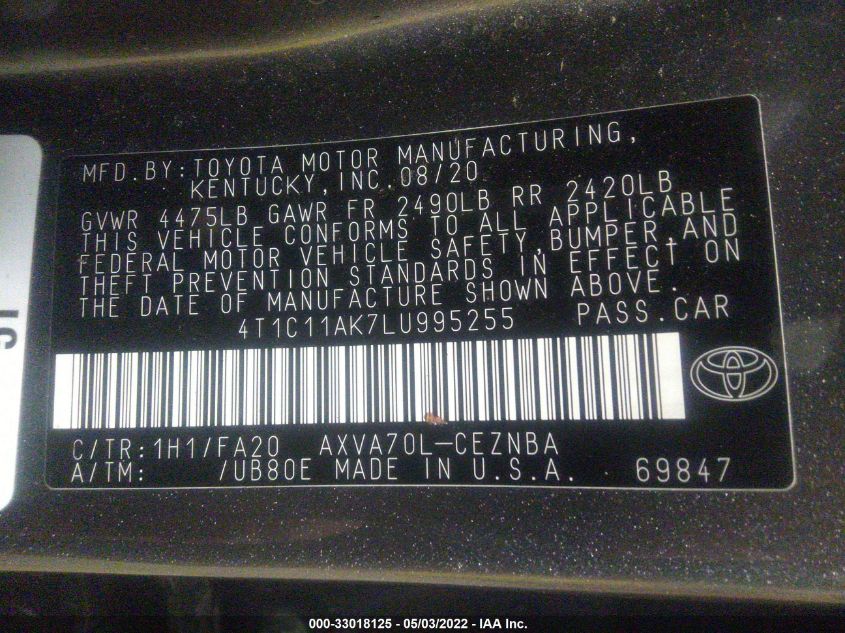 MFD.BY:TOYOTA MOTOR MANUFACTURING,
KENTUCKY,INC.08/20
GVWR 4475LB GAWR FR 2490LB RR 2420LB
THIS VEHICLE CONFORMS TO ALL APPLICABLE
FEDERAL MOTOR VEHICLE SAFETY,BUMPER,AND
THEFT PREVENTION STANDARDS IN EFFECT ON
THE DATE OF MANUFACTURE SHOWN ABOVE.
4T1C11AK7LU995255 PASS.CAR
C/TR:1H1/FA20 AXVA70L-CEZNBA
A/TM: /UB80E MADE IN U.S.A. 69847
000-33018125 - 05/03/2022 - IAA Inc.